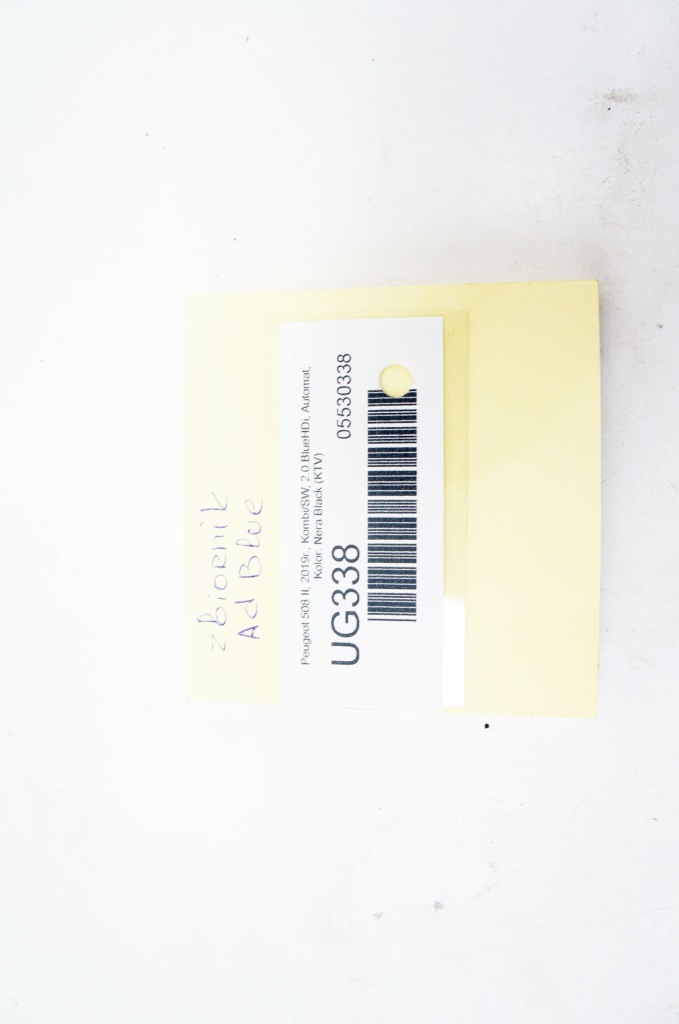 zbiornik
Ad Blue
Peugeot 508 II, 2019r., Kombi/SW, 2.0 BlueHDi, Automat,
Kolor: Nera Black (KTV)
UG338
05530338